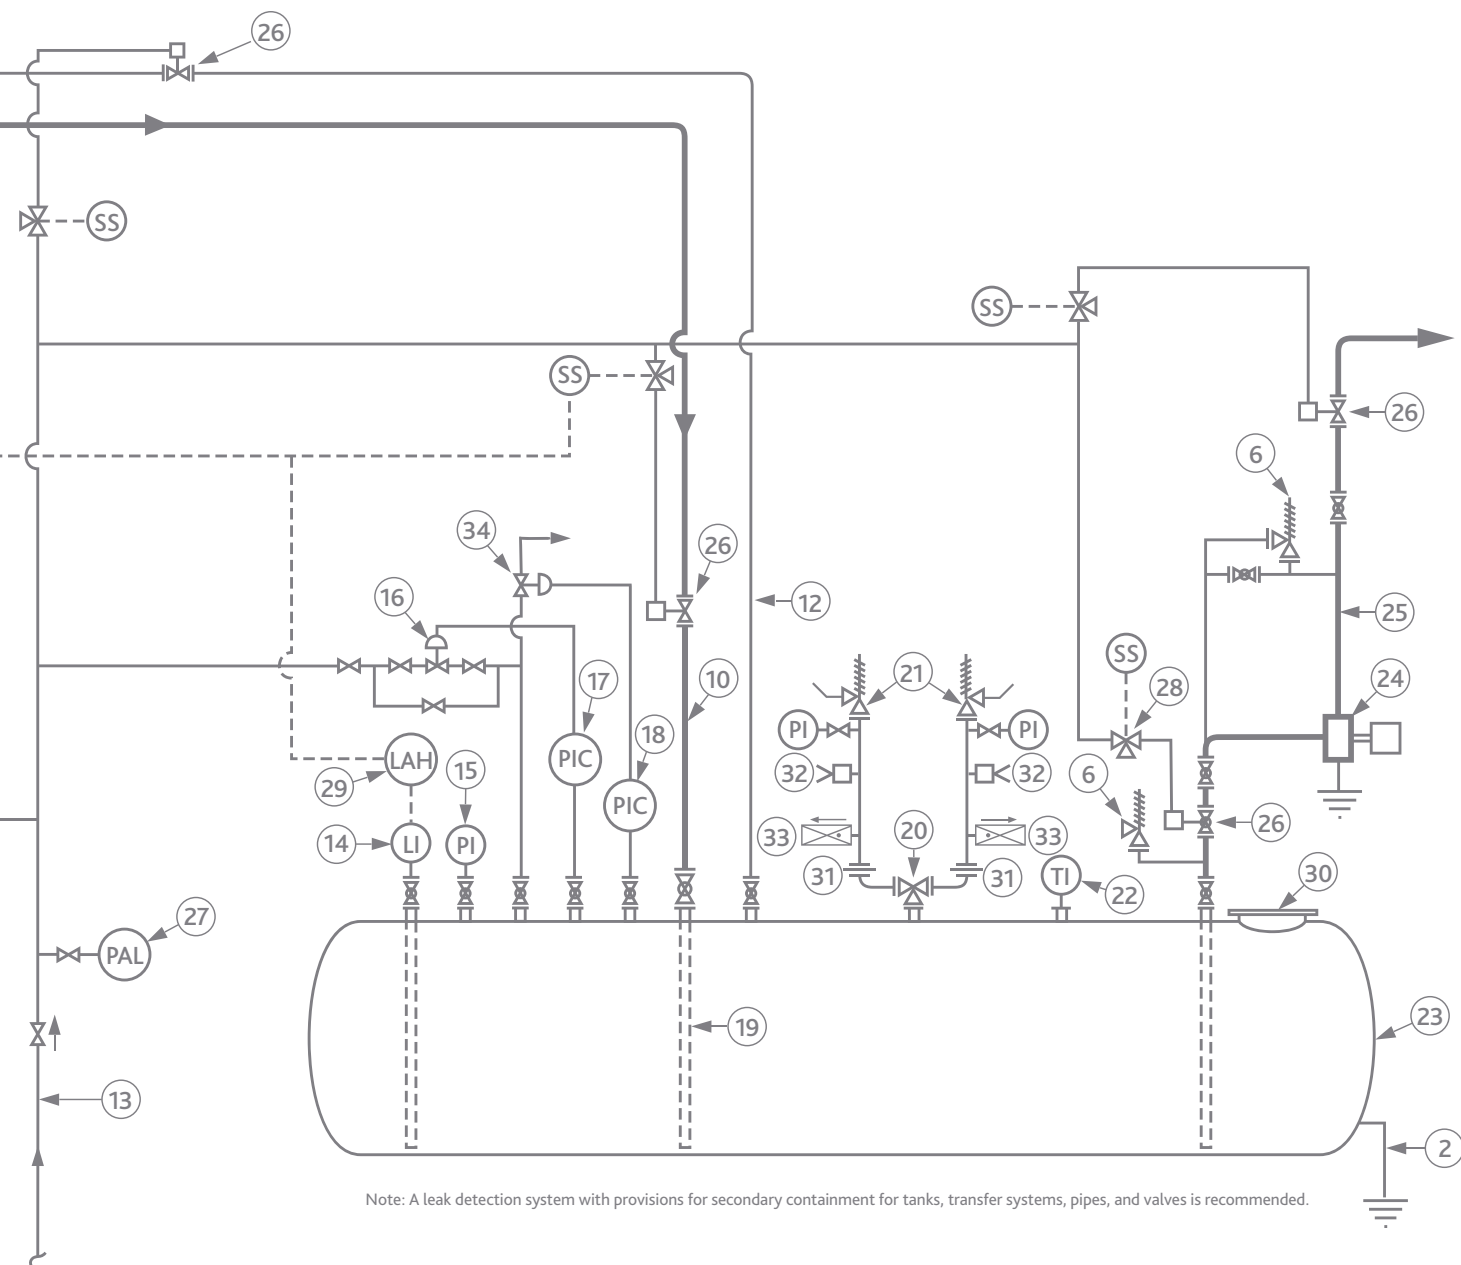 26
SS
SS
SS
26
6
34
26
16
12
25
SS
21
17
10
28
24
18
PI
PI
LAH
PIC
15
32
32
6
29
PIC
14
LI
PI
33
20
33
26
31
31
TI
22
30
27
PAL
23
19
13
2
Note: A leak detection system with provisions for secondary containment for tanks, transfer systems, pipes, and valves is recommended.